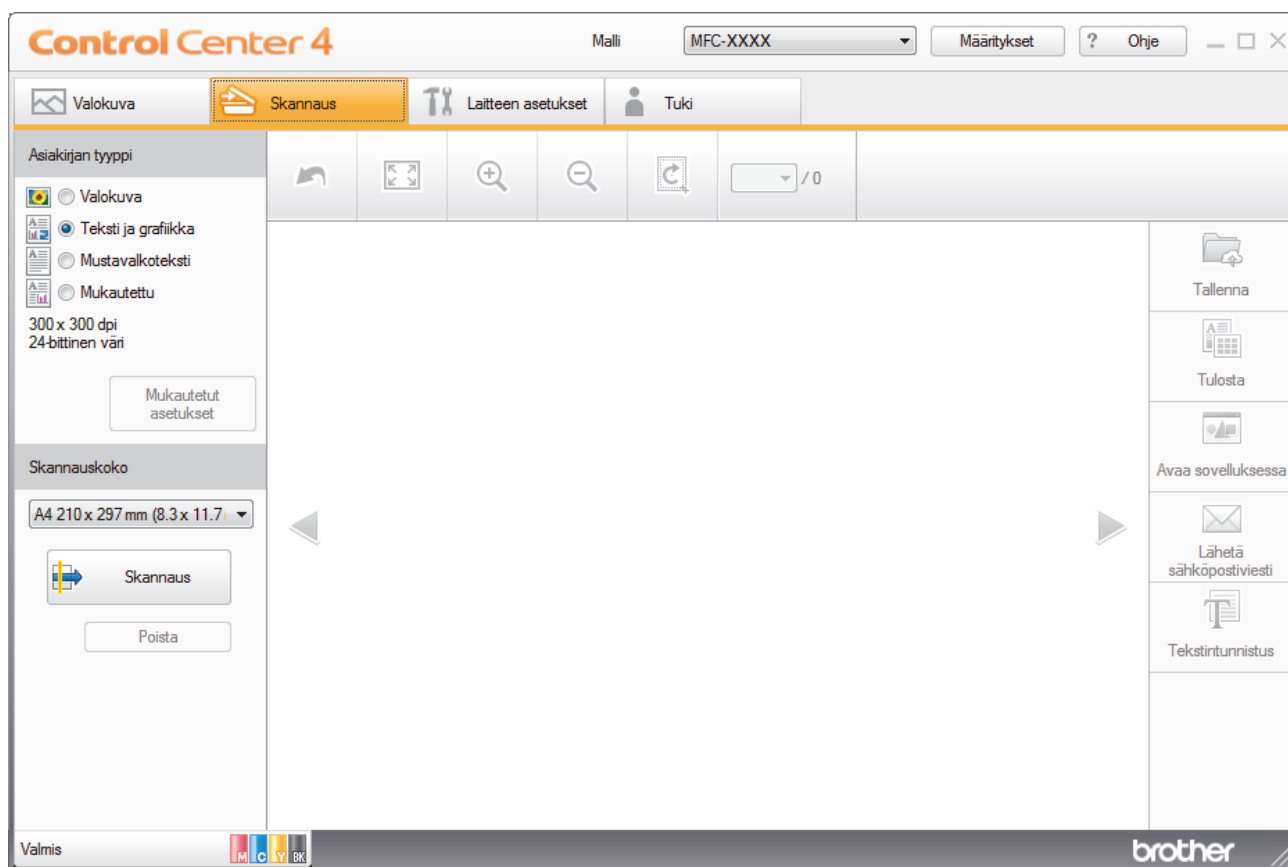 Control Center 4
Malli
MFC-XXXX
Määritykset
? Ohje
Valokuva
Skannaus
Laitteen asetukset
Tuki
Asiakirjan tyyppi
Valokuva
Teksti ja grafiikka
Mustavalkoteksti
Mukautettu
300 x 300 dpi
24-bittinen väri
Mukautetut
asetukset
Skannauskoko
A4 210 x 297 mm (8.3 x 11.7
Skannaus
Poista
/ 0
Tallenna
Tulosta
Avaa sovelluksessa
Lähetä
sähköpostiviesti
Tekstintunnistus
Valmis
M C Y BK
brother